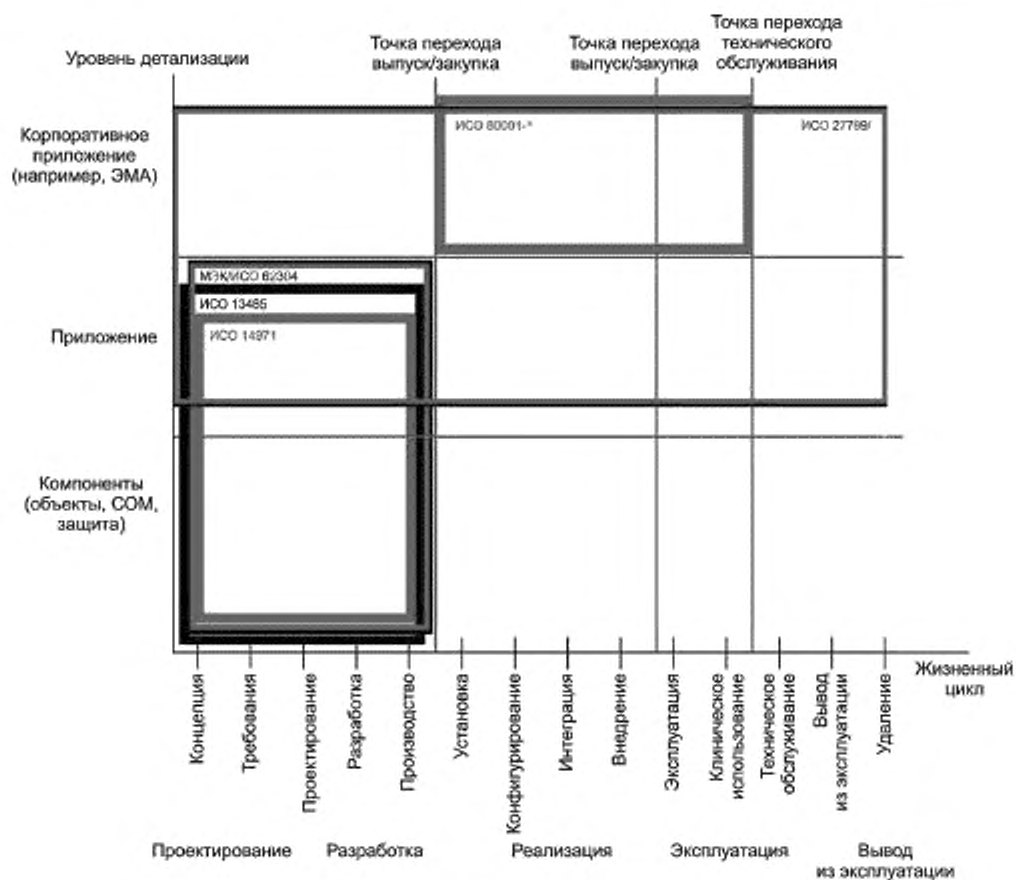 Уровень детализации
Точка перехода
выпуск/закупка
Точка перехода
выпуск/закупка
Точка перехода
технического
обслуживания
Корпоративное
приложение
(например, ЭМА)
ИСО 80001-*
ИСО 27799/
МЭК/ИСО 62304
ИСО 13485
ИСО 14971
Приложение
Компоненты
(объекты, COM,
защита)
Жизненный
цикл
Концепция
Требования
Проектирование
Разработка
Производство
Установка
Конфигурирование
Интеграция
Внедрение
Эксплуатация
Клиническое
использование
Техническое
обслуживание
Вывод
из эксплуатации
Удаление
Проектирование
Разработка
Реализация
Эксплуатация
Вывод
из эксплуатации